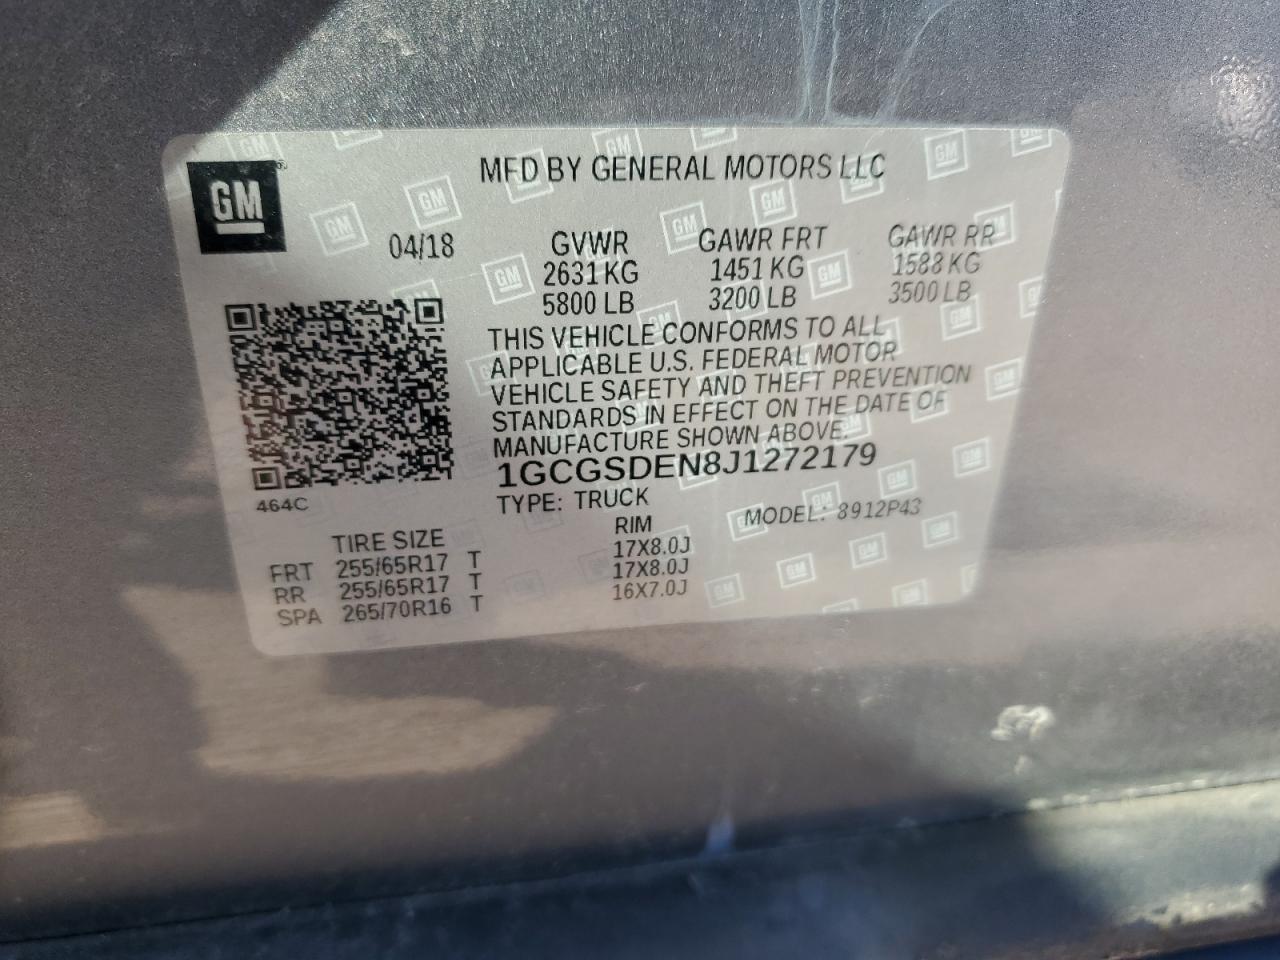 GM
MFD BY GENERAL MOTORS LLC
04/18
GVWR GAWR FRT GAWR RR
2631 KG 1451 KG 1588 KG
5800 LB 3200 LB 3500 LB
THIS VEHICLE CONFORMS TO ALL
APPLICABLE U.S. FEDERAL MOTOR
VEHICLE SAFETY AND THEFT PREVENTION
STANDARDS IN EFFECT ON THE DATE OF
MANUFACTURE SHOWN ABOVE.
1GCGSDEN8J1272179
464C
TYPE: TRUCK MODEL: 8912P43
TIRE SIZE RIM
FRT 255/65R17 T 17X8.0J
RR 255/65R17 T 17X8.0J
SPA 265/70R16 T 16X7.0J